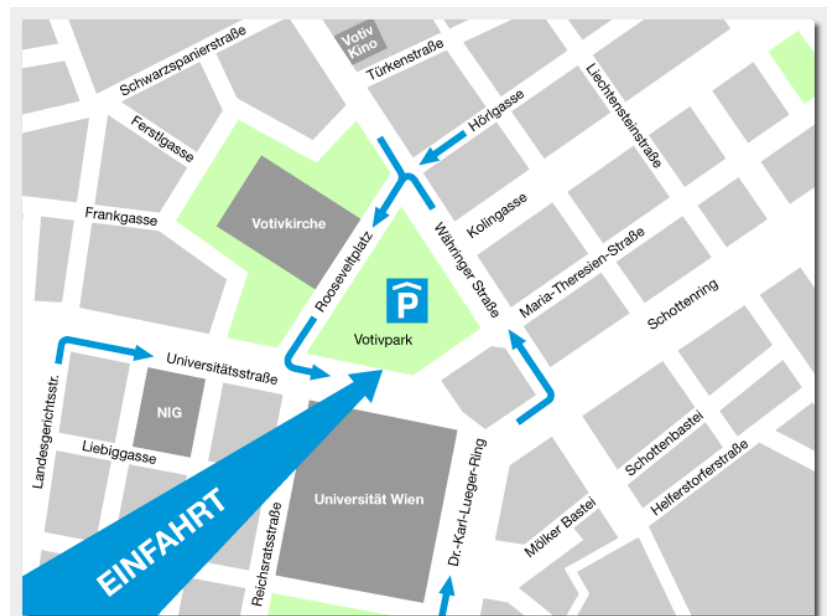 Votiv
Kino
Schwarzspanierstraße
Türkenstraße
Liechtensteinstraße
Hörlgasse
Ferstlgasse
Frankgasse
Votivkirche
Kolingasse
Rooseveltplatz
Währinger Straße
Maria-Theresien-Straße
P
Schottenring
Votivpark
Universitätsstraße
Landesgerichtsstr.
NIG
Liebiggasse
Schottenbastei
Helferstorferstraße
Universität Wien
Dr.-Karl-Lueger-Ring
Mölker Bastei
EINFAHRT
Reichsratsstraße